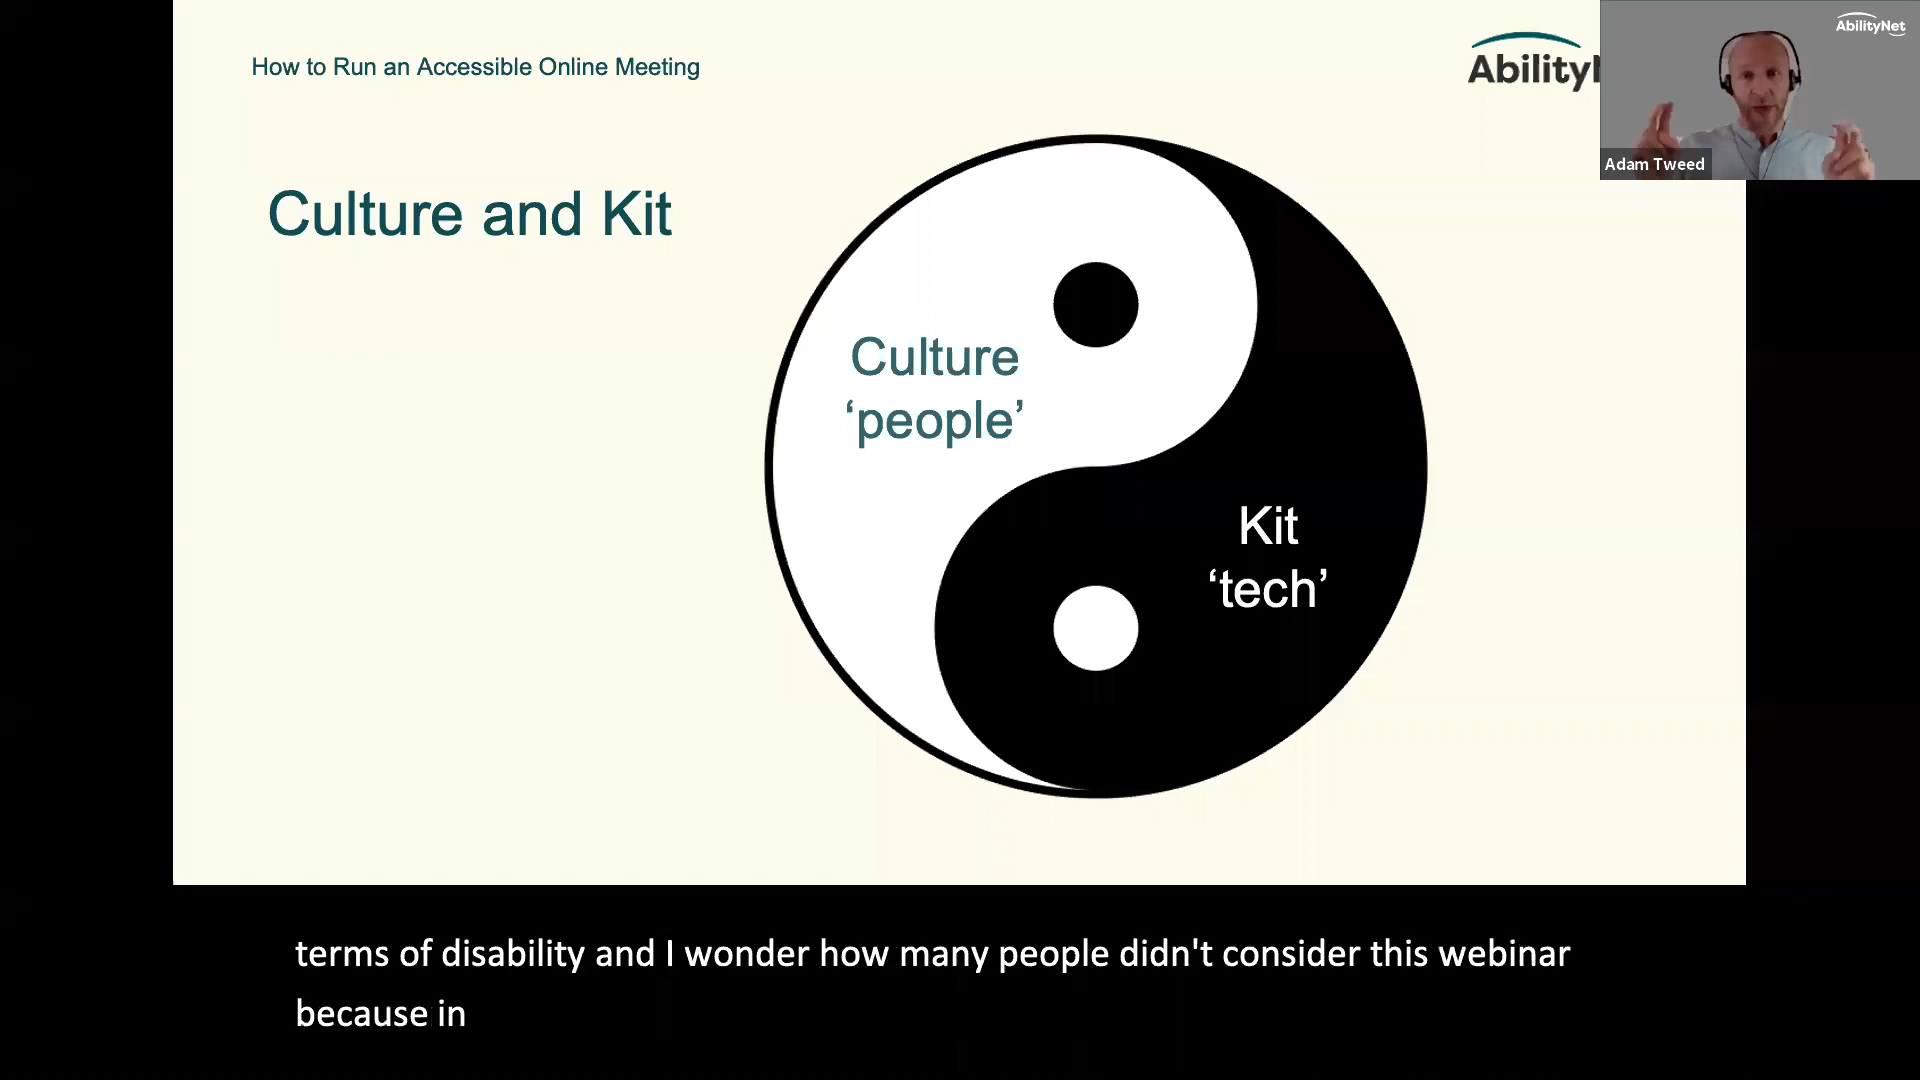 How to Run an Accessible Online Meeting
Ability
AbilityNet
Adam Tweed
Culture and Kit
Culture
‘people’
Kit
‘tech’
terms of disability and I wonder how many people didn't consider this webinar
because in